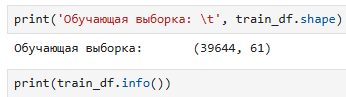 print('Обучающая выборка: \t', train_df.shape)
Обучающая выборка: (39644, 61)
print(train_df.info())